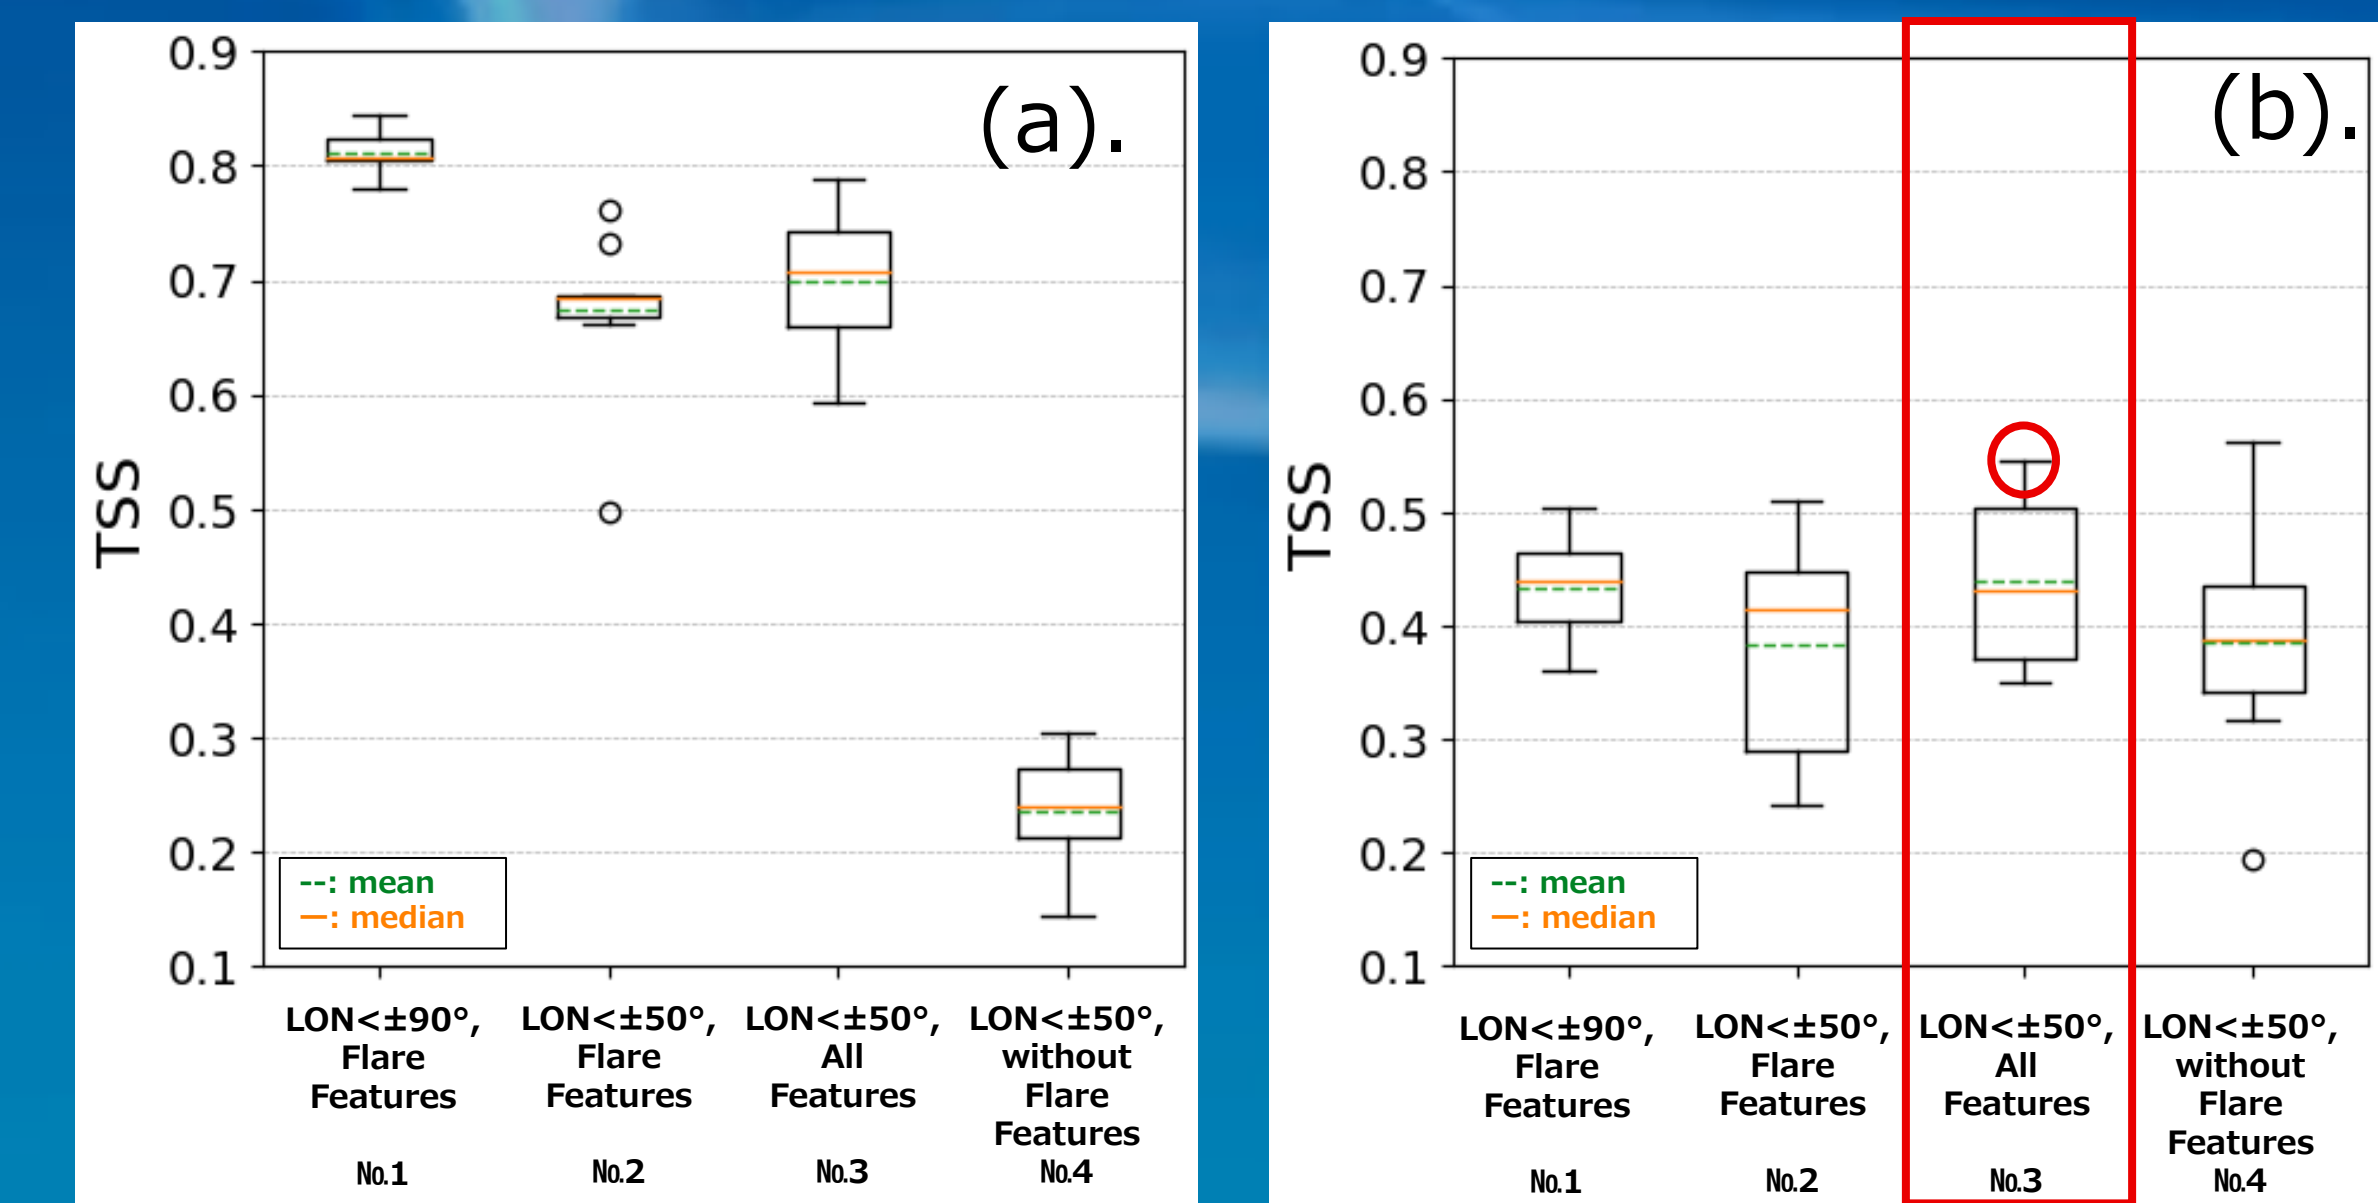 (a).
0.9
0.8
0.7
0.6
0.5
0.4
0.3
0.2
0.1
TSS
--: mean
—: median
LON<±90°,
Flare
Features
№.1
LON<±50°,
Flare
Features
№.2
LON<±50°,
All
Features
№.3
LON<±50°,
without
Flare
Features
№.4
(b).
0.9
0.8
0.7
0.6
0.5
0.4
0.3
0.2
0.1
TSS
--: mean
—: median
LON<±90°,
Flare
Features
№.1
LON<±50°,
Flare
Features
№.2
LON<±50°,
All
Features
№.3
LON<±50°,
without
Flare
Features
№.4